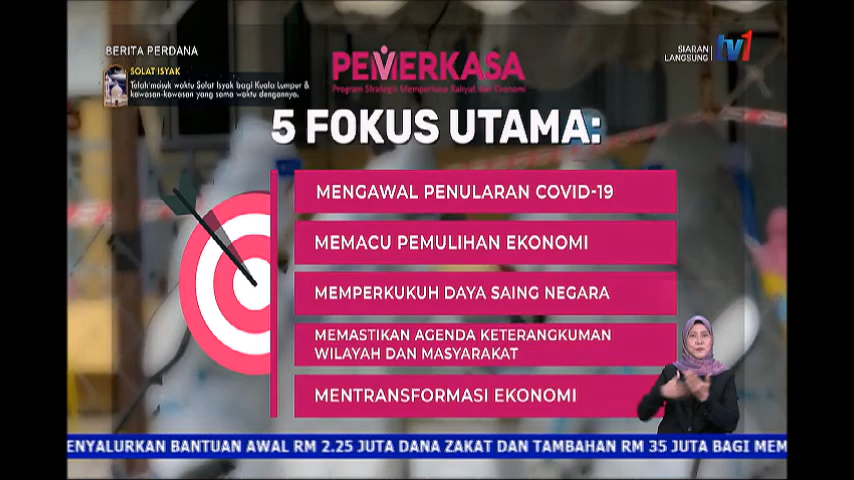 BERITA PERDANA
SIARAN
LANGSUNG
tv1
SOLAT ISYAK
Telah masuk waktu Solat Isyak bagi Kuala Lumpur &
kawasan-kawasan yang sama waktu dengannya.
PEMERKASA
Program Strategik Memperkasa Rakyat dan Ekonomi
5 FOKUS UTAMA:
MENGAWAL PENULARAN COVID-19
MEMACU PEMULIHAN EKONOMI
MEMPERKUKUH DAYA SAING NEGARA
MEMASTIKAN AGENDA KETERANGKUMAN
WILAYAH DAN MASYARAKAT
MENTRANSFORMASI EKONOMI
ENYALURKAN BANTUAN AWAL RM 2.25 JUTA DANA ZAKAT DAN TAMBAHAN RM 35 JUTA BAGI MEM